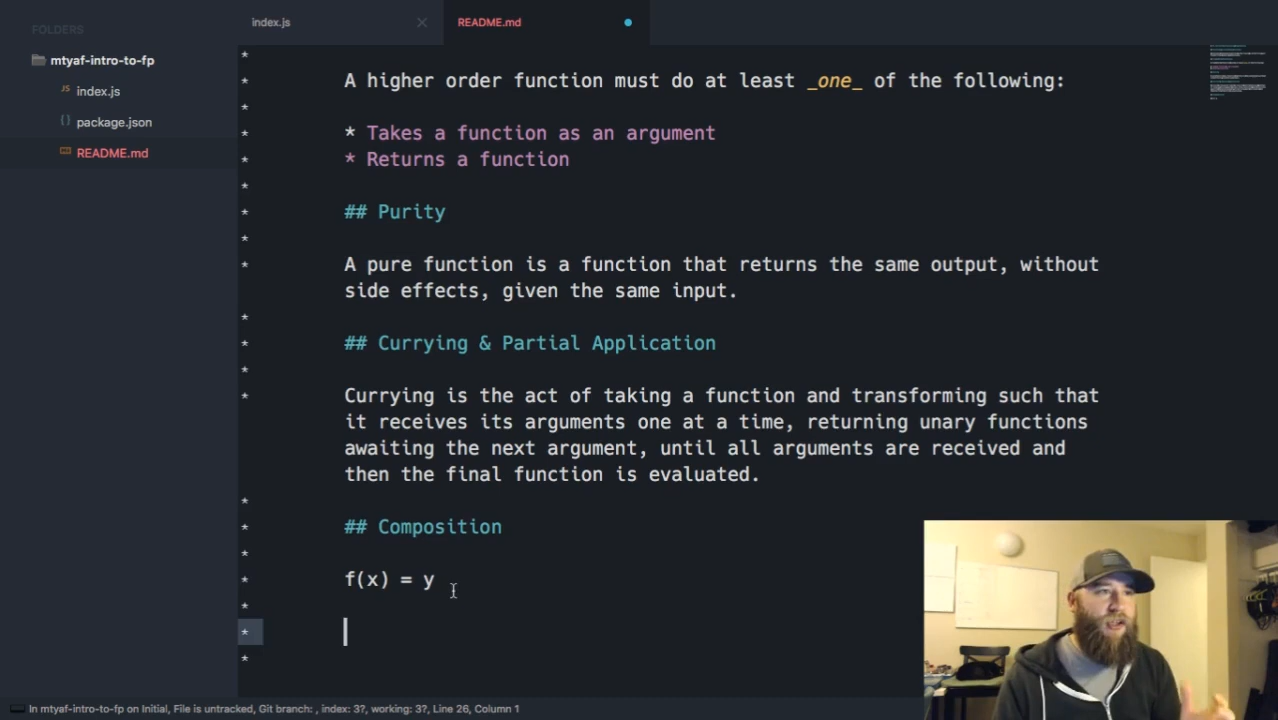 index.js
README.md
FOLDERS
mtyaf-intro-to-fp
index.js
package.json
README.md
A higher order function must do at least _one_ of the following:
* Takes a function as an argument
* Returns a function
## Purity
A pure function is a function that returns the same output, without
side effects, given the same input.
## Currying & Partial Application
Currying is the act of taking a function and transforming such that
it receives its arguments one at a time, returning unary functions
awaiting the next argument, until all arguments are received and
then the final function is evaluated.
## Composition
f(x) = y
In mtyaf-intro-to-fp on Initial, File is untracked, Git branch: , index: 3?, working: 3?, Line 26, Column 1